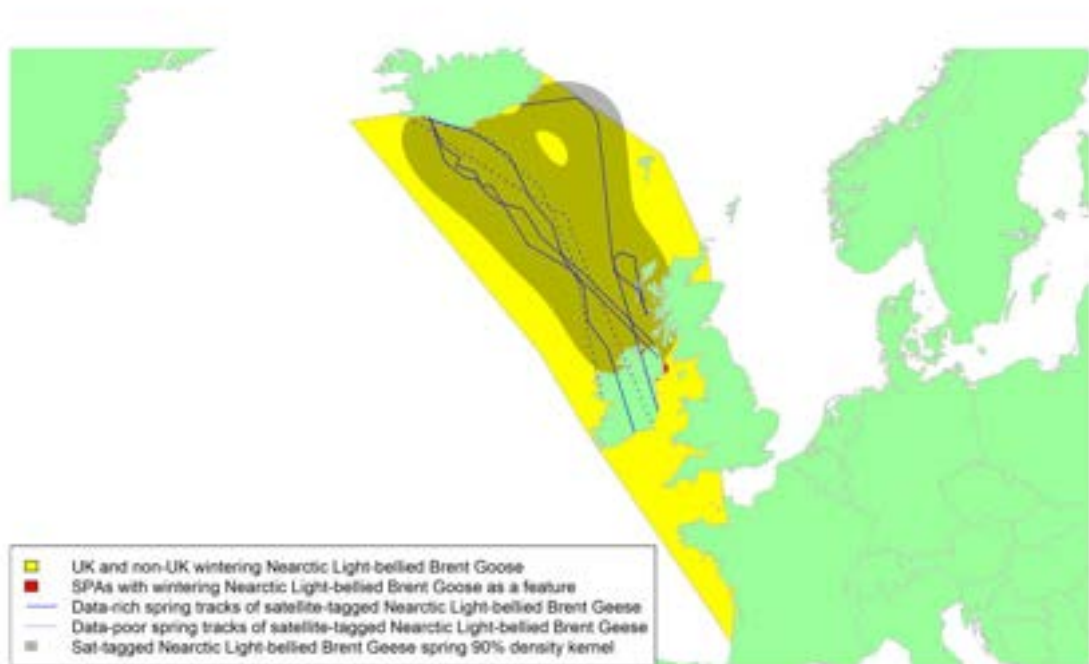 UK and non-UK wintering Nearctic Light-bellied Brent Goose
SPAs with wintering Nearctic Light-bellied Brent Goose as a feature
Data-rich spring tracks of satellite-tagged Nearctic Light-bellied Brent Geese
Data-poor spring tracks of satellite-tagged Nearctic Light-bellied Brent Geese
Sat-tagged Nearctic Light-bellied Brent Geese spring 90% density kernel